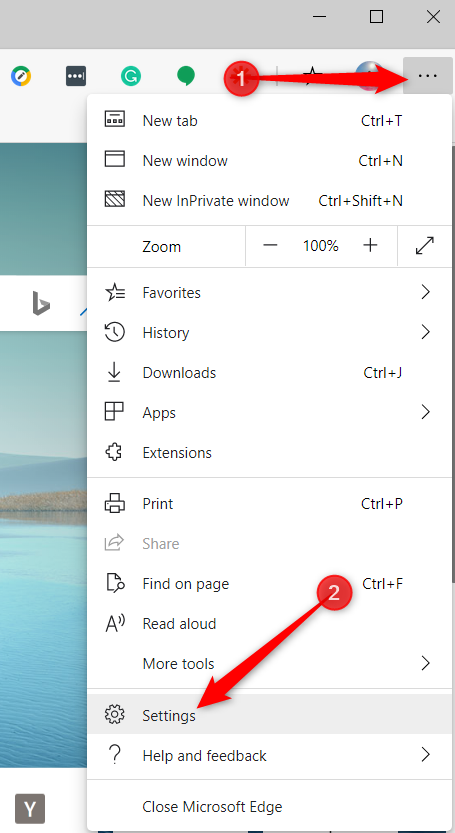 1
New tab Ctrl+T
New window Ctrl+N
New InPrivate window Ctrl+Shift+N
Zoom 100%
Favorites
History
Downloads Ctrl+J
Apps
Extensions
Print Ctrl+P
Share
Find on page Ctrl+F
2
Read aloud
More tools
Settings
Help and feedback
Close Microsoft Edge
Y